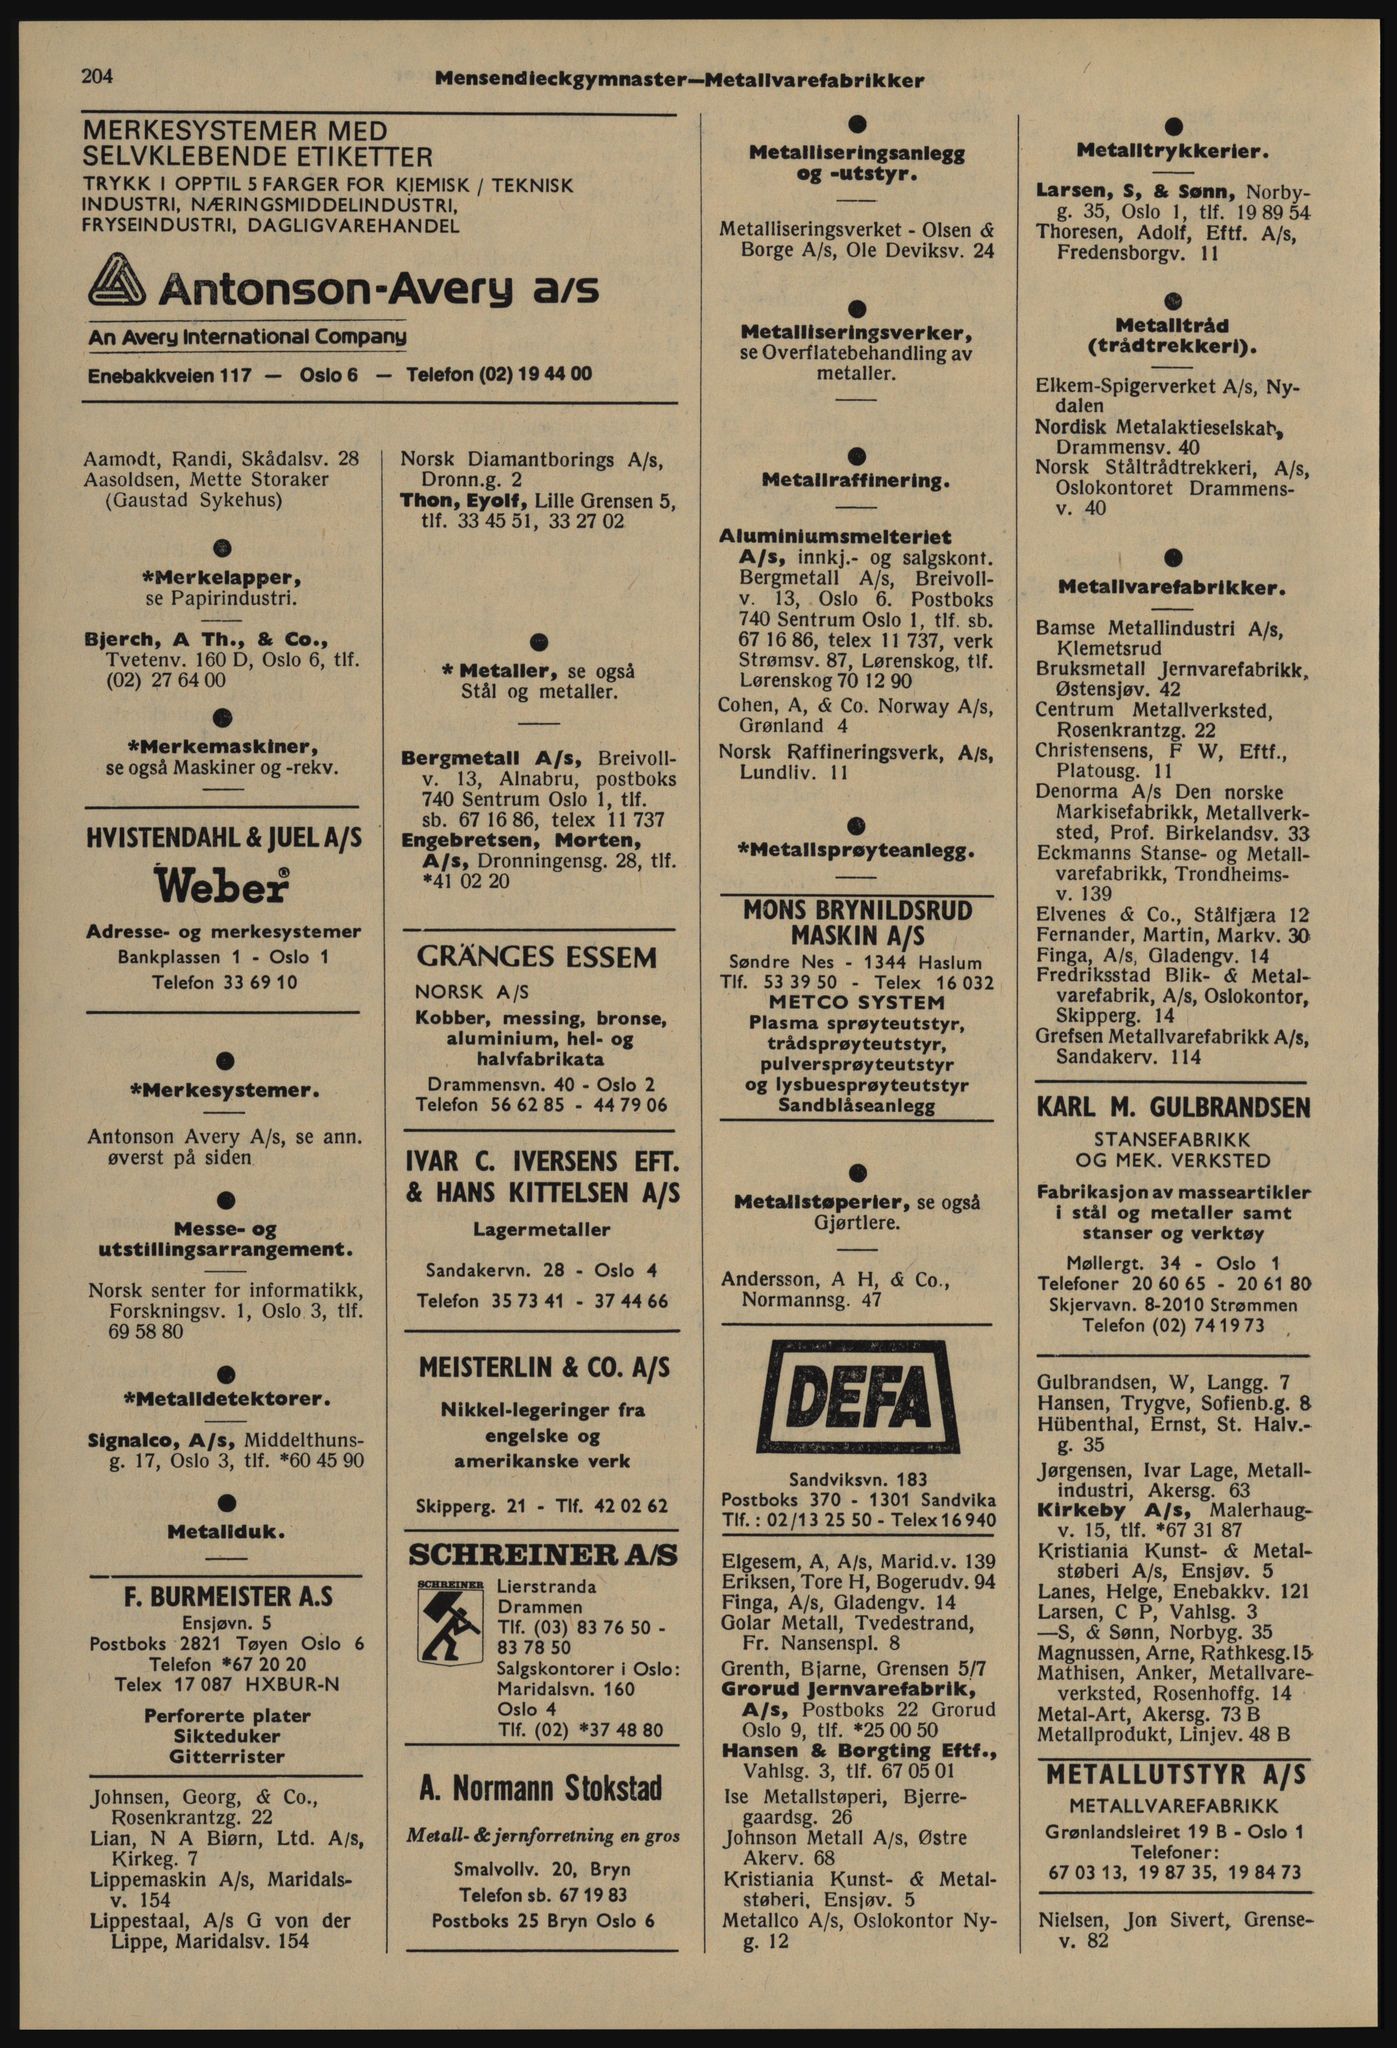 204
Mensendieckgymnaster—Metallvarefabrikker
MERKESYSTEMER MED
SELVKLEBENDE ETIKETTER
TRYKK I OPPTIL 5 FARGER FOR KJEMISK / TEKNISK
INDUSTRI, NÆRINGSMIDDELINDUSTRI,
FRYSEINDUSTRI, DAGLIGVAREHANDEL
Antonson-Avery a/s
An Avery International Company
Enebakkveien 117 — Oslo 6 — Telefon (02) 19 44 00
Aamodt, Randi, Skådalsv. 28
Aasoldsen, Mette Storaker
(Gaustad Sykehus)
*Merkelapper,
se Papirindustri.
Bjerch, A Th., & Co.,
Tvetenv. 160 D, Oslo 6, tlf.
(02) 27 64 00
*Merkemaskiner,
se også Maskiner og -rekv.
HVISTENDAHL & JUEL A/S
Weber®
Adresse- og merkesystemer
Bankplassen 1 - Oslo 1
Telefon 33 69 10
*Merkesystemer.
Antonson Avery A/s, se ann.
øverst på siden
Messe- og
utstillingsarrangement.
Norsk senter for informatikk,
Forskningsv. 1, Oslo 3, tlf.
69 58 80
*Metalldetektorer.
Signalco, A/s, Middelthuns-
g. 17, Oslo 3, tlf. *60 45 90
Metallduk.
F. BURMEISTER A.S
Ensjøvn. 5
Postboks 2821 Tøyen Oslo 6
Telefon *67 20 20
Telex 17 087 HXBUR-N
Perforerte plater
Sikteduker
Gitterrister
Johnsen, Georg, & Co.,
Rosenkrantzg. 22
Lian, N A Biørn, Ltd. A/s,
Kirkeg. 7
Lippemaskin A/s, Maridals-
v. 154
Lippestaal, A/s G von der
Lippe, Maridalsv. 154
Norsk Diamantborings A/s,
Dronn.g. 2
Thon, Eyolf, Lille Grensen 5,
tlf. 33 45 51, 33 27 02
* Metaller, se også
Stål og metaller.
Bergmetall A/s, Breivoll-
v. 13, Alnabru, postboks
740 Sentrum Oslo 1, tlf.
sb. 67 16 86, telex 11 737
Engebretsen, Morten,
A/s, Dronningensg. 28, tlf.
*41 02 20
GRÄNGES ESSEM
NORSK A/S
Kobber, messing, bronse,
aluminium, hel- og
halvfabrikata
Drammensvn. 40 - Oslo 2
Telefon 56 62 85 - 44 79 06
IVAR C. IVERSENS EFT.
& HANS KITTELSEN A/S
Lagermetaller
Sandakervn. 28 - Oslo 4
Telefon 35 73 41 - 37 44 66
MEISTERLIN & CO. A/S
Nikkel-legeringer fra
engelske og
amerikanske verk
Skipperg. 21 - Tlf. 42 02 62
SCHREINER A/S
SCHREINER
Lierstranda
Drammen
Tlf. (03) 83 76 50 -
83 78 50
Salgskontorer i Oslo:
Maridalsvn. 160
Oslo 4
Tlf. (02) *37 48 80
A. Normann Stokstad
Metall- & jernforretning en gros
Smalvollv. 20, Bryn
Telefon sb. 67 19 83
Postboks 25 Bryn Oslo 6
Metalliseringsanlegg
og -utstyr.
Metalliseringsverket - Olsen &
Borge A/s, Ole Deviksv. 24
Metalliseringsverker,
se Overflatebehandling av
metaller.
Metallraffinering.
Aluminiumsmelteriet
A/s, innkj.- og salgskont.
Bergmetall A/s, Breivoll-
v. 13, Oslo 6. Postboks
740 Sentrum Oslo 1, tlf. sb.
67 16 86, telex 11 737, verk
Strømsv. 87, Lørenskog, tlf.
Lørenskog 70 12 90
Cohen, A, & Co. Norway A/s,
Grønland 4
Norsk Raffineringsverk, A/s,
Lundliv. 11
*Metallsprøyteanlegg.
MONS BRYNILDSRUD
MASKIN A/S
Søndre Nes - 1344 Haslum
Tlf. 53 39 50 - Telex 16 032
METCO SYSTEM
Plasma sprøyteutstyr,
trådsprøyteutstyr,
pulversprøyteutstyr
og lysbuesprøyteutstyr
Sandblåseanlegg
Metallstøperier, se også
Gjørtlere.
Andersson, A H, & Co.,
Normannsg. 47
DEFA
Sandviksvn. 183
Postboks 370 - 1301 Sandvika
Tlf.: 02/13 25 50 - Telex 16 940
Elgesem, A, A/s, Marid.v. 139
Eriksen, Tore H, Bogerudv. 94
Finga, A/s, Gladengv. 14
Golar Metall, Tvedestrand,
Fr. Nansenspl. 8
Grenth, Bjarne, Grensen 5/7
Grorud Jernvarefabrik,
A/s, Postboks 22 Grorud
Oslo 9, tlf. *25 00 50
Hansen & Borgting Eftf.,
Vahlsg. 3, tlf. 67 05 01
Ise Metallstøperi, Bjerre-
gaardsg. 26
Johnson Metall A/s, Østre
Akerv. 68
Kristiania Kunst- & Metal-
støberi, Ensjøv. 5
Metallco A/s, Oslokontor Ny-
g. 12
Metalltrykkerier.
Larsen, S, & Sønn, Norby-
g. 35, Oslo 1, tlf. 19 89 54
Thoresen, Adolf, Eftf. A/s,
Fredensborgv. 11
Metalltråd
(trådtrekkeri).
Elkem-Spigerverket A/s, Ny-
dalen
Nordisk Metalaktieselskab,
Drammensv. 40
Norsk Ståltrådtrekkeri, A/s,
Oslokontoret Drammens-
v. 40
Metallvarefabrikker.
Bamse Metallindustri A/s,
Klemetsrud
Bruksmetall Jernvarefabrikk,
Østensjøv. 42
Centrum Metallverksted,
Rosenkrantzg. 22
Christensens, F W, Eftf.,
Platousg. 11
Denorma A/s Den norske
Markisefabrikk, Metallverk-
sted, Prof. Birkelandsv. 33
Eckmanns Stanse- og Metall-
varefabrikk, Trondheims-
v. 139
Elvenes & Co., Stålfjæra 12
Fernander, Martin, Markv. 30
Finga, A/s, Gladengv. 14
Fredriksstad Blik- & Metal-
varefabrik, A/s, Oslokontor,
Skipperg. 14
Grefsen Metallvarefabrikk A/s,
Sandakerv. 114
KARL M. GULBRANDSEN
STANSEFABRIKK
OG MEK. VERKSTED
Fabrikasjon av masseartikler
i stål og metaller samt
stanser og verktøy
Møllergt. 34 - Oslo 1
Telefoner 20 60 65 - 20 61 80
Skjervavn. 8-2010 Strømmen
Telefon (02) 74 19 73
Gulbrandsen, W, Langg. 7
Hansen, Trygve, Sofienb.g. 8
Hübenthal, Ernst, St. Halv.-
g. 35
Jørgensen, Ivar Lage, Metall-
industri, Akersg. 63
Kirkeby A/s, Malerhaug-
v. 15, tlf. *67 31 87
Kristiania Kunst- & Metal-
støberi A/s, Ensjøv. 5
Lanes, Helge, Enebakkv. 121
Larsen, C P, Vahlsg. 3
—S, & Sønn, Norbyg. 35
Magnussen, Arne, Rathkesg. 15
Mathisen, Anker, Metallvare-
verksted, Rosenhoffg. 14
Metal-Art, Akersg. 73 B
Metallprodukt, Linjev. 48 B
METALLUTSTYR A/S
METALLVAREFABRIKK
Grønlandsleiret 19 B - Oslo 1
Telefoner:
67 03 13, 19 87 35, 19 84 73
Nielsen, Jon Sivert, Grense-
v. 82